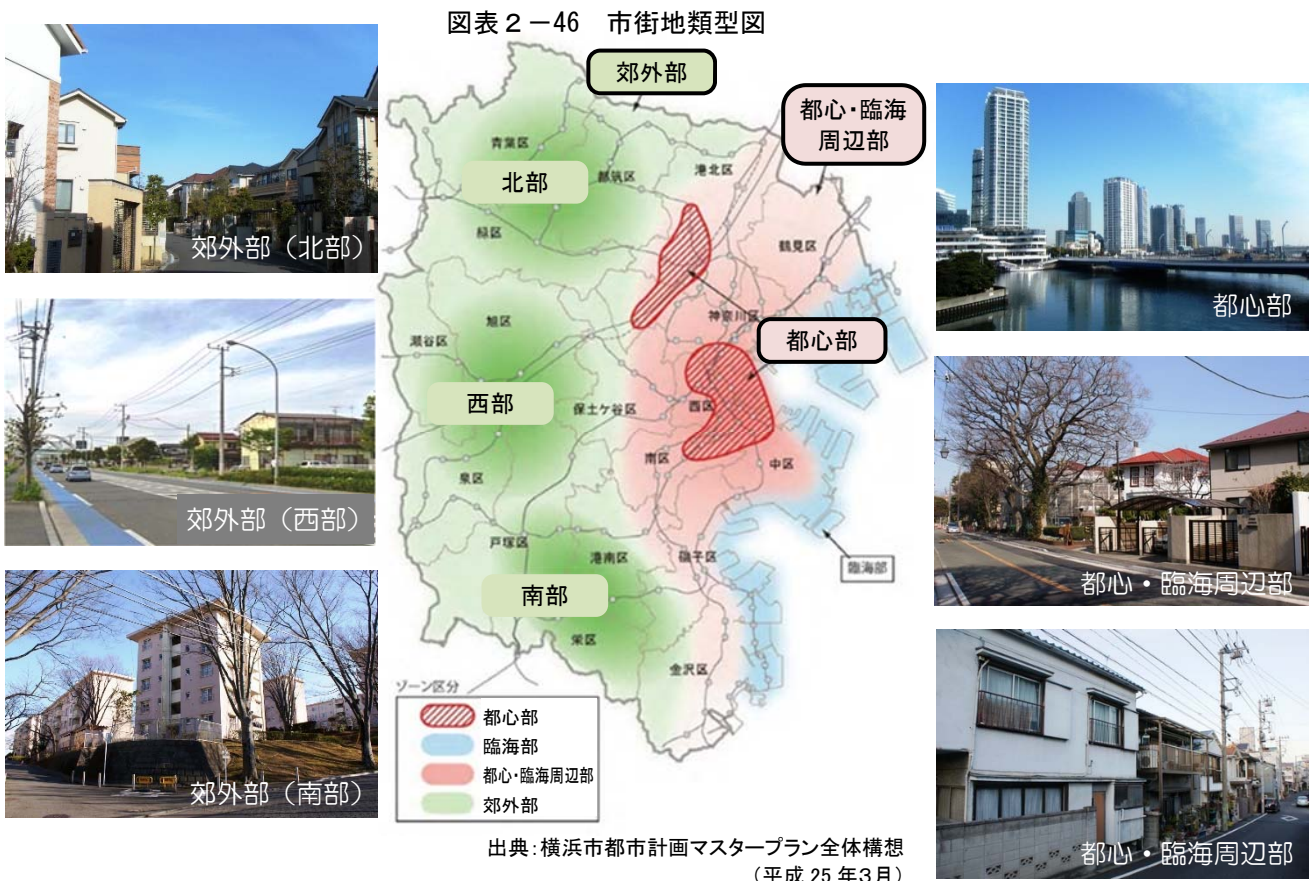 図表2-46 市街地類型図
郊外部
都心・臨海
周辺部
青葉区
港北区
都筑区
北部
緑区
鶴見区
神奈川区
都心部
旭区
瀬谷区
西部
保土ケ谷区
西区
南区
中区
泉区
戸塚区
港南区
磯子区
臨海部
南部
栄区
金沢区
ゾーン区分
都心部
臨海部
都心・臨海周辺部
郊外部
出典:横浜市都市計画マスタープラン全体構想
(平成25年3月)
郊外部(北部)
郊外部(西部)
郊外部(南部)
都心部
都心・臨海周辺部
都心・臨海周辺部